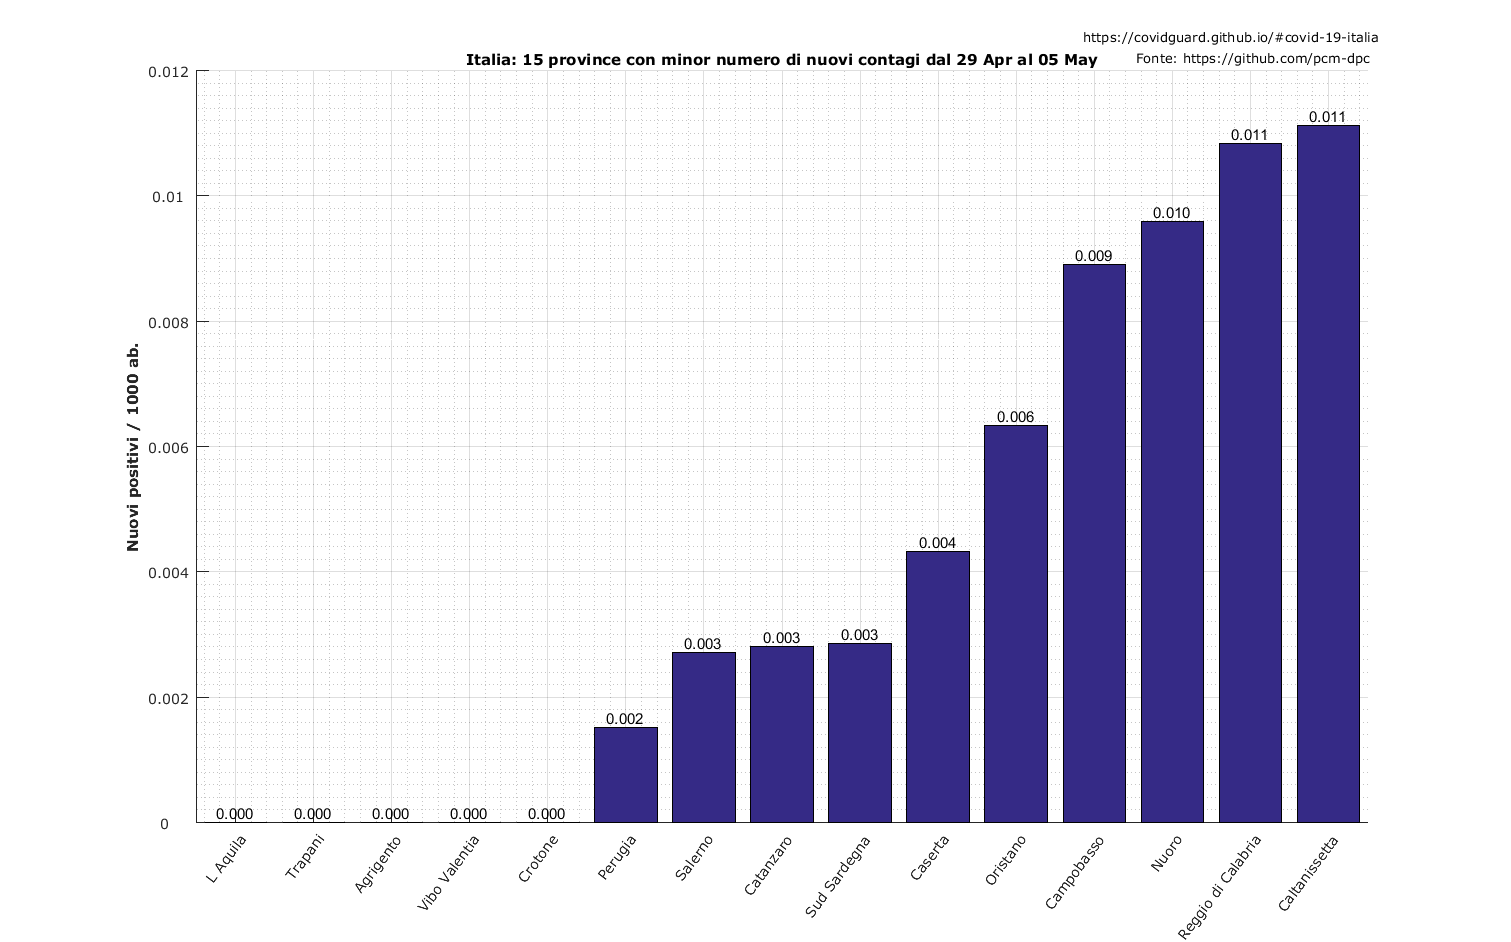 https://covidguard.github.io/#covid-19-italia
Italia: 15 province con minor numero di nuovi contagi dal 29 Apr al 05 May
Fonte: https://github.com/pcm-dpc
Nuovi positivi / 1000 ab.
0.012
0.01
0.008
0.006
0.004
0.002
0
0.000
0.000
0.000
0.000
0.000
0.002
0.003
0.003
0.003
0.004
0.006
0.009
0.010
0.011
0.011
L Aquila
Trapani
Agrigento
Vibo Valentia
Crotone
Perugia
Salerno
Catanzaro
Sud Sardegna
Caserta
Oristano
Campobasso
Nuoro
Reggio di Calabria
Caltanissetta